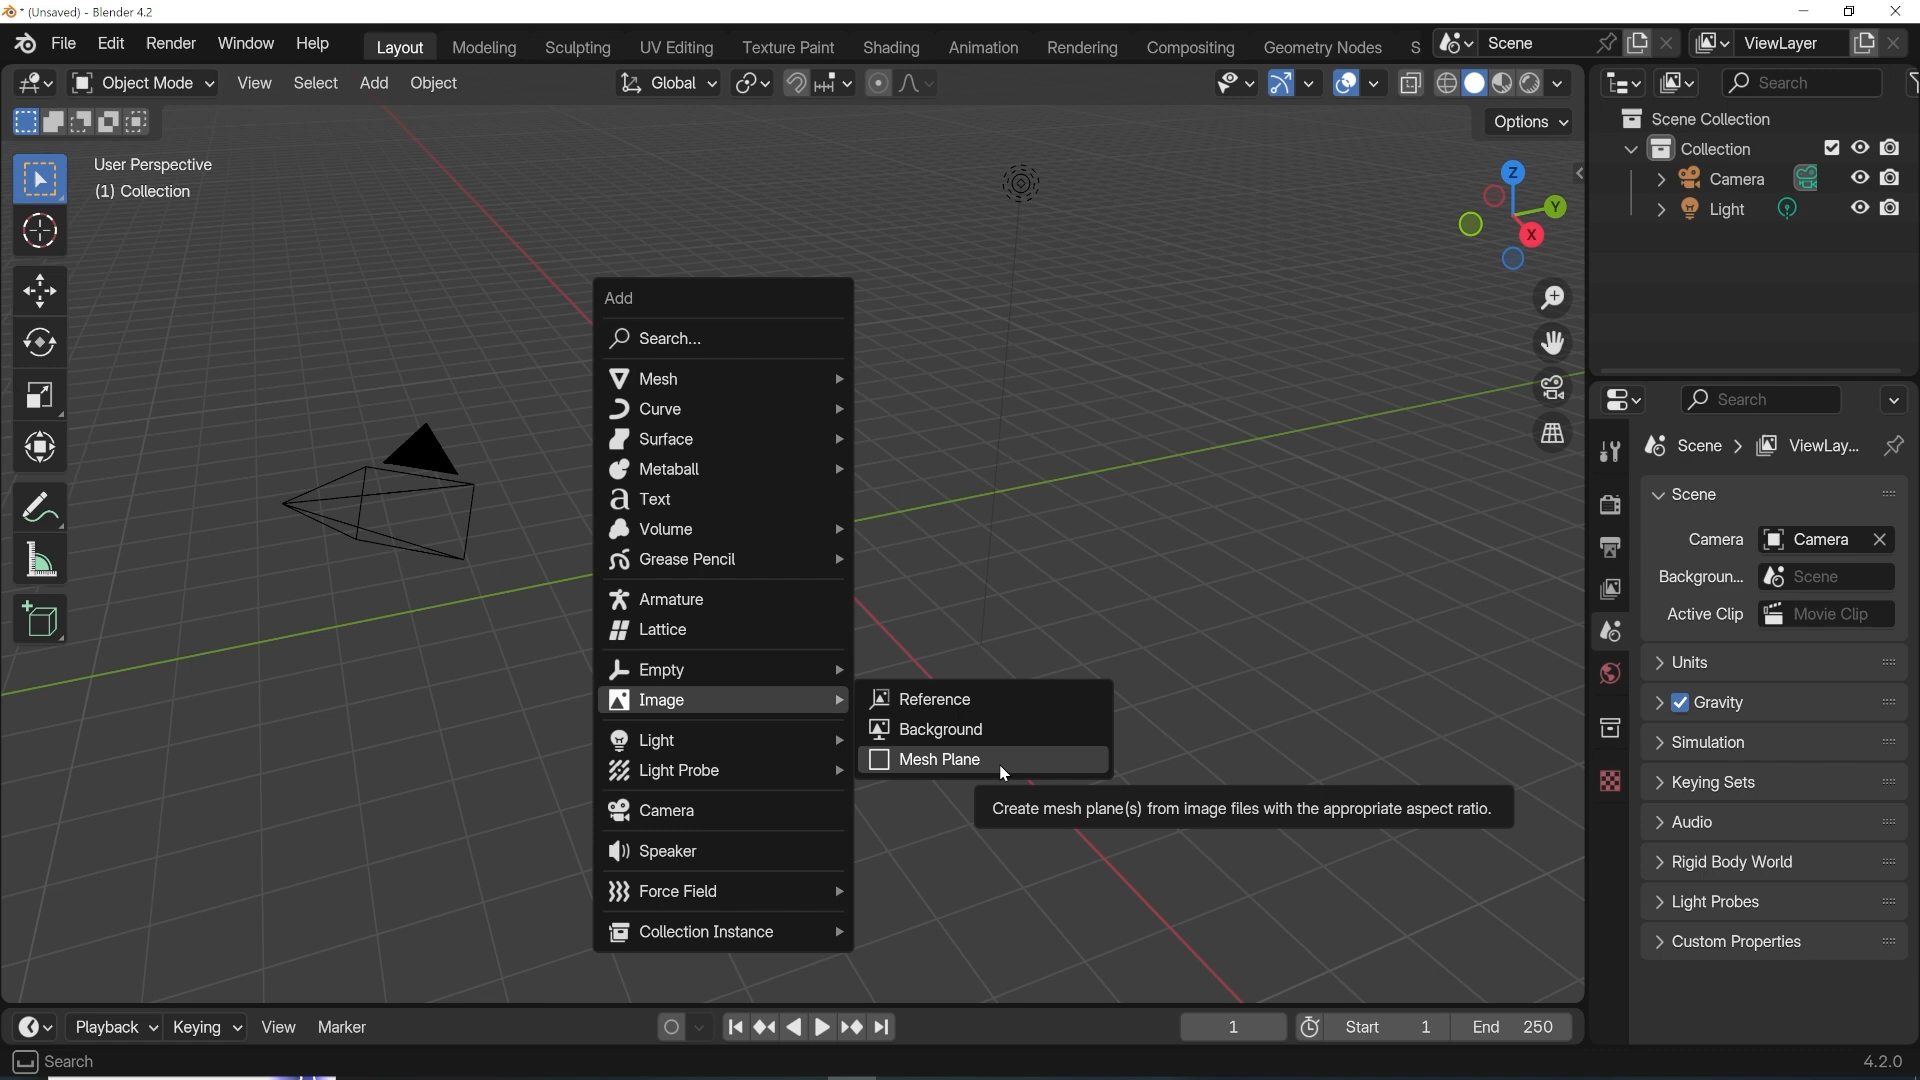 * (Unsaved) - Blender 4.2
File Edit Render Window Help Layout Modeling Sculpting UV Editing Texture Paint Shading Animation Rendering Compositing Geometry Nodes S Scene ViewLayer
Object Mode View Select Add Object Global Search
Options
User Perspective
(1) Collection
Z
Y
X
Scene Collection
Collection
Camera
Light
Add
Search...
Mesh
Curve
Surface
Metaball
Text
Volume
Grease Pencil
Armature
Lattice
Empty
Image
Light
Light Probe
Camera
Speaker
Force Field
Collection Instance
Reference
Background
Mesh Plane
Create mesh plane(s) from image files with the appropriate aspect ratio.
Search
Scene ViewLay...
Scene
Camera Camera
Backgroun... Scene
Active Clip Movie Clip
Units
Gravity
Simulation
Keying Sets
Audio
Rigid Body World
Light Probes
Custom Properties
Playback Keying View Marker 1 Start 1 End 250
Search 4.2.0